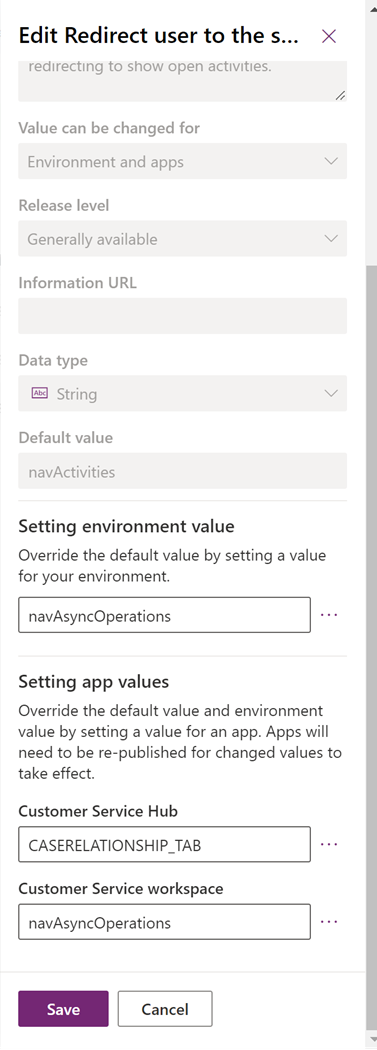 Edit Redirect user to the s...
redirecting to show open activities.
Value can be changed for
Environment and apps
Release level
Generally available
Information URL
Data type
Abc String
Default value
navActivities
Setting environment value
Override the default value by setting a value
for your environment.
navAsyncOperations
Setting app values
Override the default value and environment
value by setting a value for an app. Apps will
need to be re-published for changed values to
take effect.
Customer Service Hub
CASERELATIONSHIP_TAB
Customer Service workspace
navAsyncOperations
Save Cancel